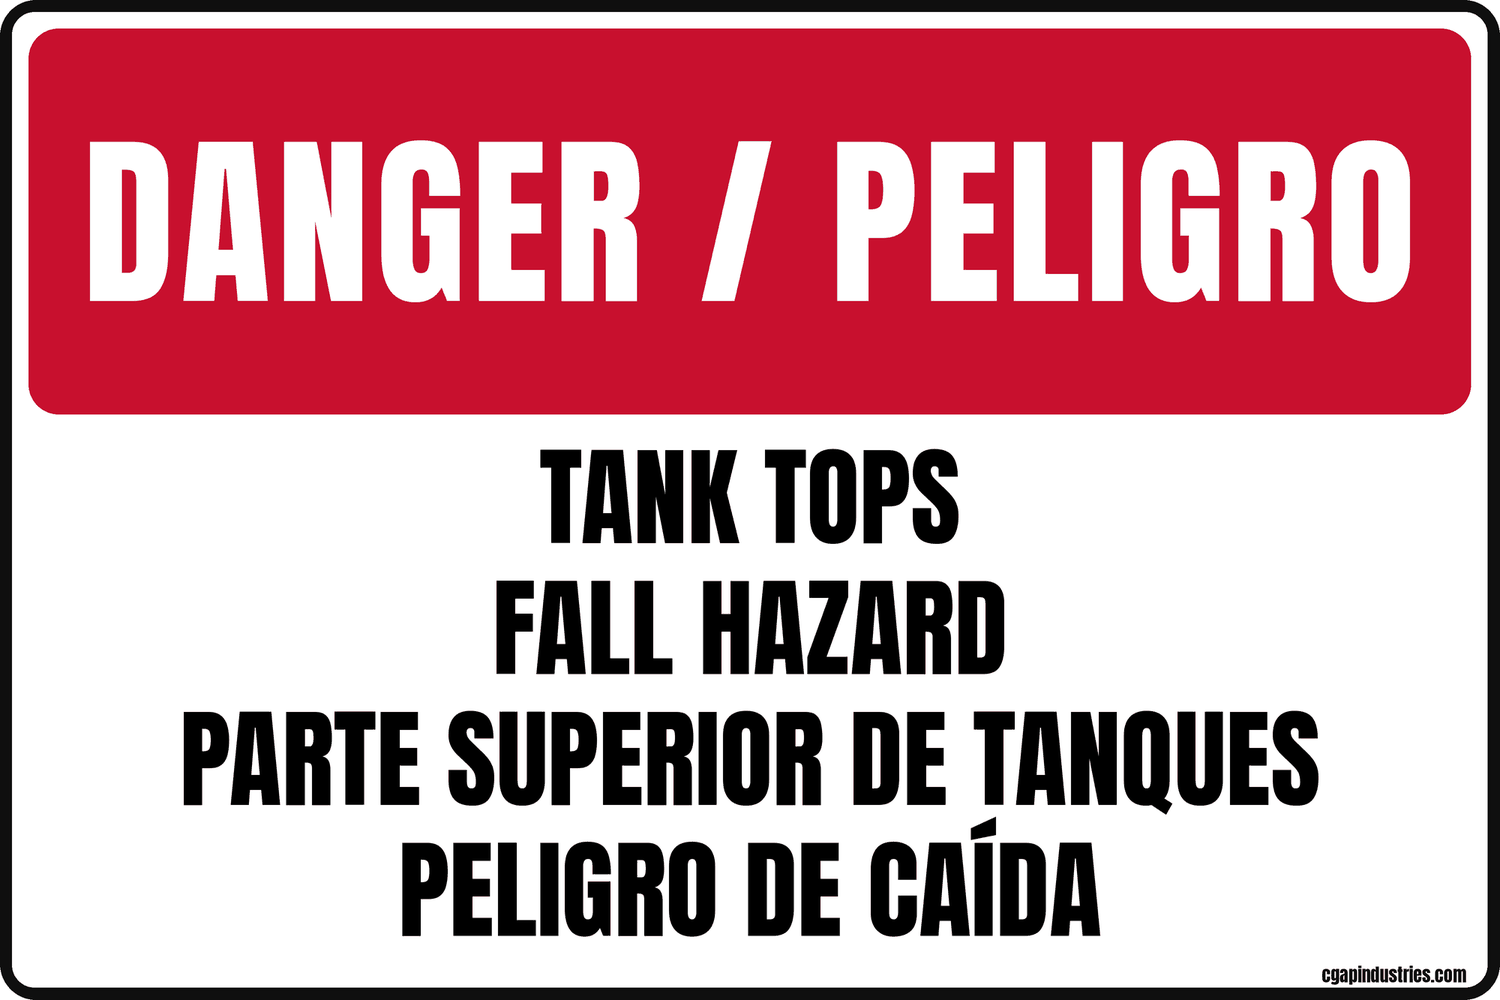 DANGER / PELIGRO
TANK TOPS
FALL HAZARD
PARTE SUPERIOR DE TANQUES
PELIGRO DE CAÍDA
cgapindustries.com